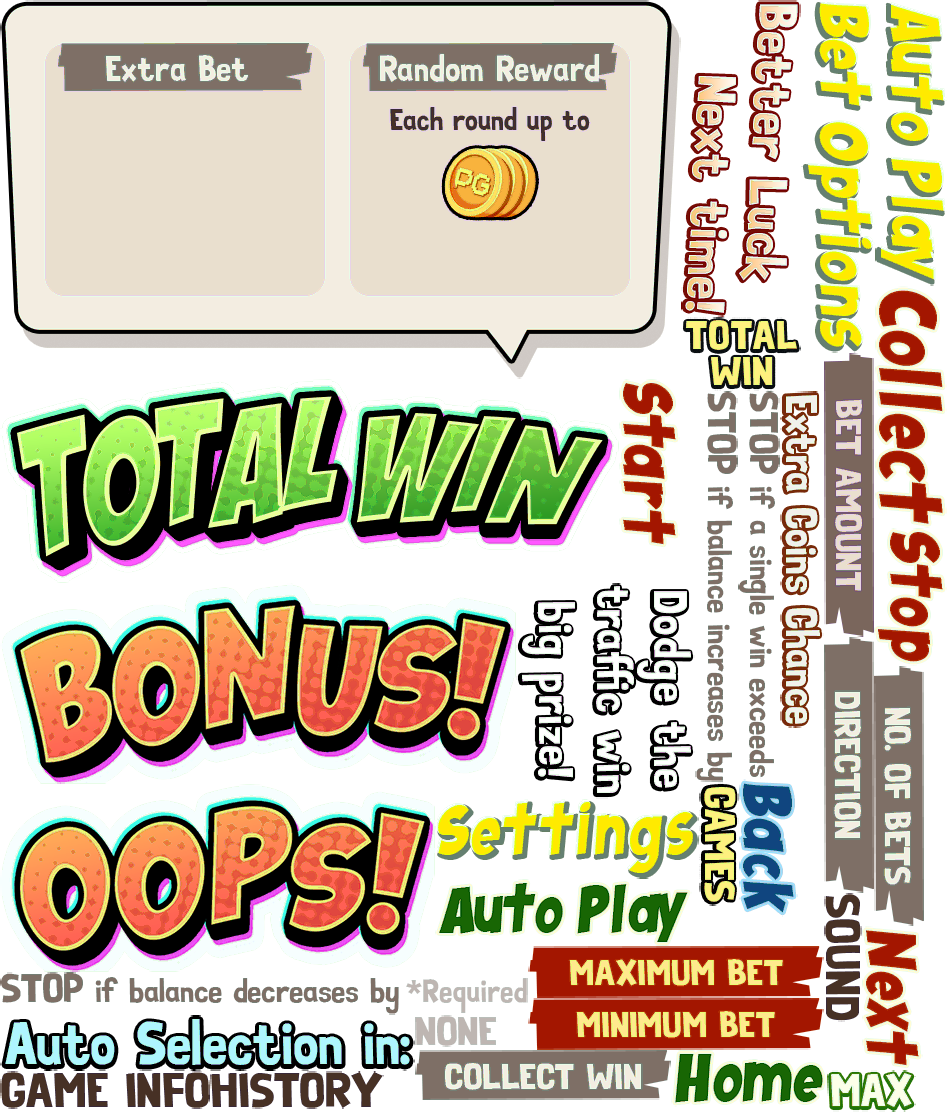 Extra Bet
Random Reward
Each round up to
PG
Better Luck
Next time!
Bet Options
Auto Play
TOTAL
WIN
Collect
TOTAL WIN
Start
STOP if balance increases by
STOP if a single win exceeds
Extra Coins Chance
BET AMOUNT
Stop
BONUS!
Dodge the
traffic win
big prize!
DIRECTION
NO. OF BETS
OOPS!
Settings
GAMES
Back
Auto Play
SOUND
Next
STOP if balance decreases by
*Required
MAXIMUM BET
NONE
MINIMUM BET
Auto Selection in:
GAME INFO
HISTORY
COLLECT WIN
Home
MAX